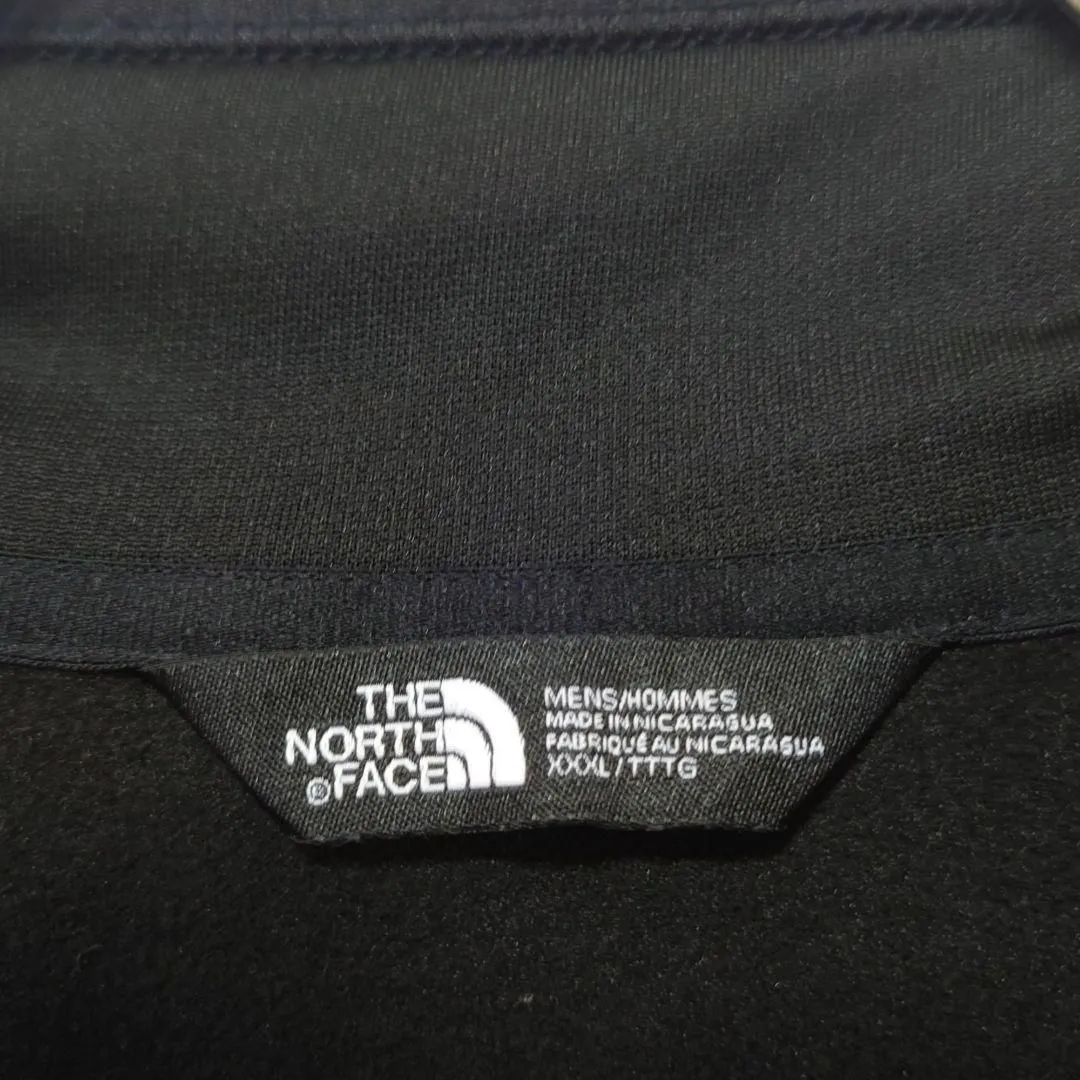 THE
NORTH
®FACE
MENS/HOMMES
MADE IN NICARAGUA
FABRIQUÉ AU NICARAGUA
XXXL/TTTG